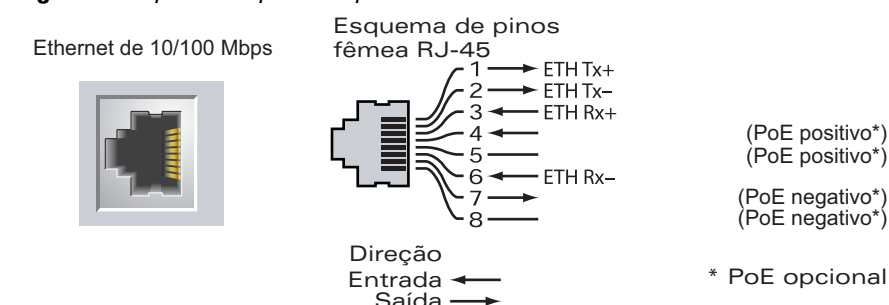 Ethernet de 10/100 Mbps
Esquema de pinos
fêmea RJ-45
1 ETH Tx+
2 ETH Tx–
3 ETH Rx+
4 (PoE positivo*)
5 (PoE positivo*)
6 ETH Rx–
7 (PoE negativo*)
8 (PoE negativo*)
Direção
Entrada
Saída
* PoE opcional